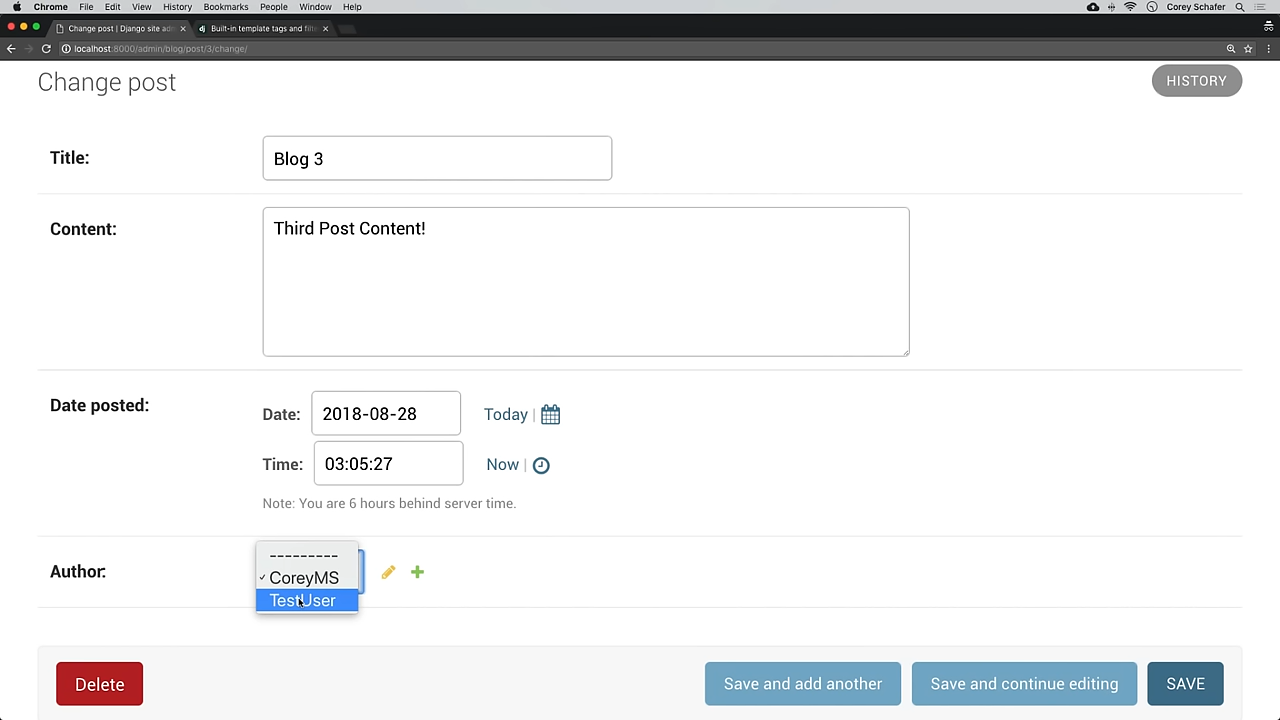 Chrome File Edit View History Bookmarks People Window Help Corey Schafer
Change post | Django site adm Built-in template tags and filte
localhost:8000/admin/blog/post/3/change/
Change post HISTORY
Title: Blog 3
Content: Third Post Content!
Date posted: Date: 2018-08-28 Today |
Time: 03:05:27 Now |
Note: You are 6 hours behind server time.
---------
Author: CoreyMS
TestUser
Delete Save and add another Save and continue editing SAVE